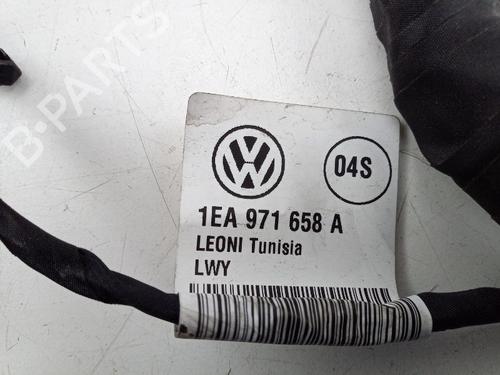 B-PARTS
04S
1EA 971 658 A
LEONI Tunisia
LWY